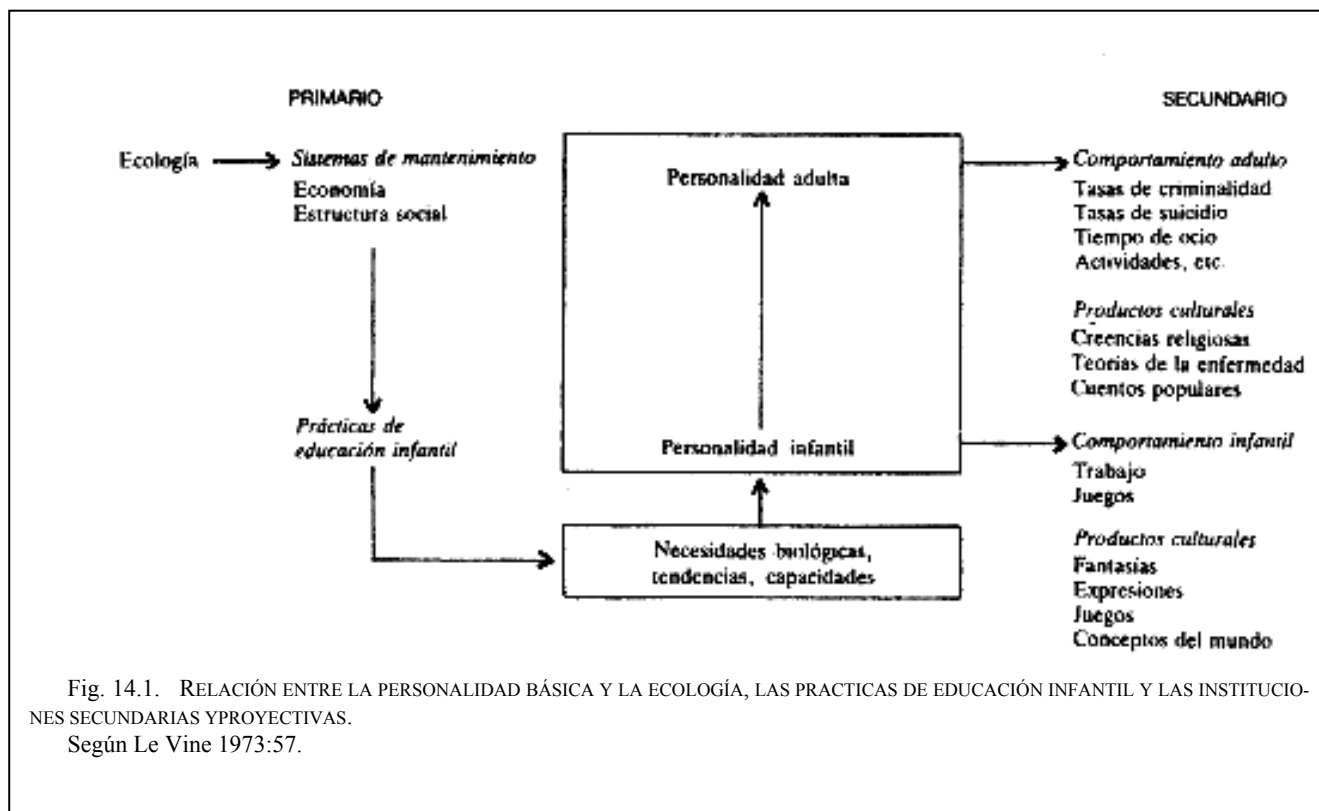 PRIMARIO
SECUNDARIO
Ecología
Sistemas de mantenimiento
Economía
Estructura social
Prácticas de
educación infantil
Personalidad adulta
Personalidad infantil
Necesidades biológicas,
tendencias, capacidades
Comportamiento adulto
Tasas de criminalidad
Tasas de suicidio
Tiempo de ocio
Actividades, etc.
Productos culturales
Creencias religiosas
Teorías de la enfermedad
Cuentos populares
Comportamiento infantil
Trabajo
Juegos
Productos culturales
Fantasías
Expresiones
Juegos
Conceptos del mundo
Fig. 14.1. RELACIÓN ENTRE LA PERSONALIDAD BÁSICA Y LA ECOLOGÍA, LAS PRACTICAS DE EDUCACIÓN INFANTIL Y LAS INSTITUCIO-
NES SECUNDARIAS YPROYECTIVAS.
Según Le Vine 1973:57.